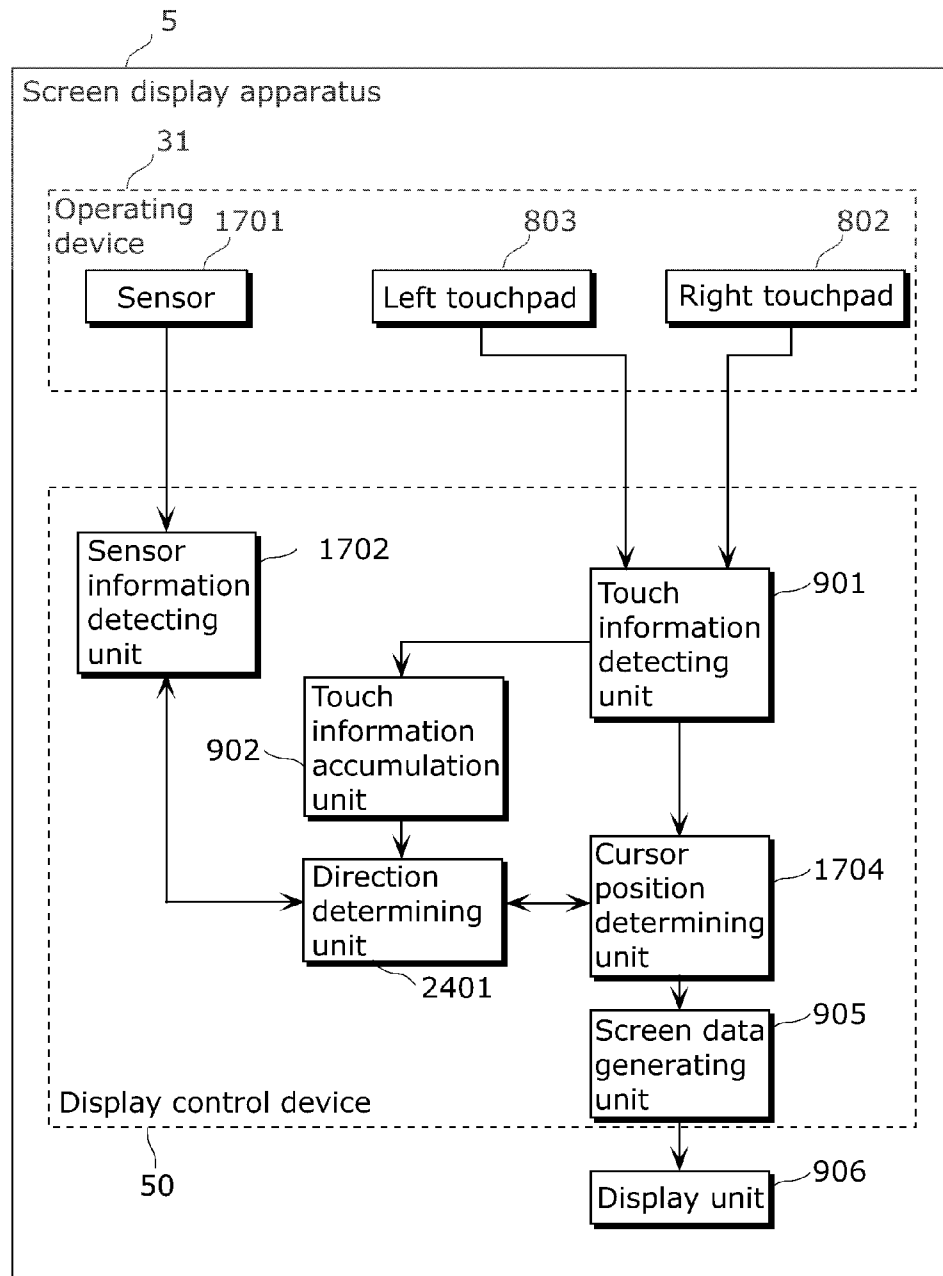 5
Screen display apparatus
31
Operating
device
1701
803
802
Sensor
Left touchpad
Right touchpad
Sensor
information
detecting
unit
1702
Touch
information
detecting
unit
901
Touch
information
accumulation
unit
902
Direction
determining
unit
2401
Cursor
position
determining
unit
1704
Screen data
generating
unit
905
Display control device
50
Display unit
906